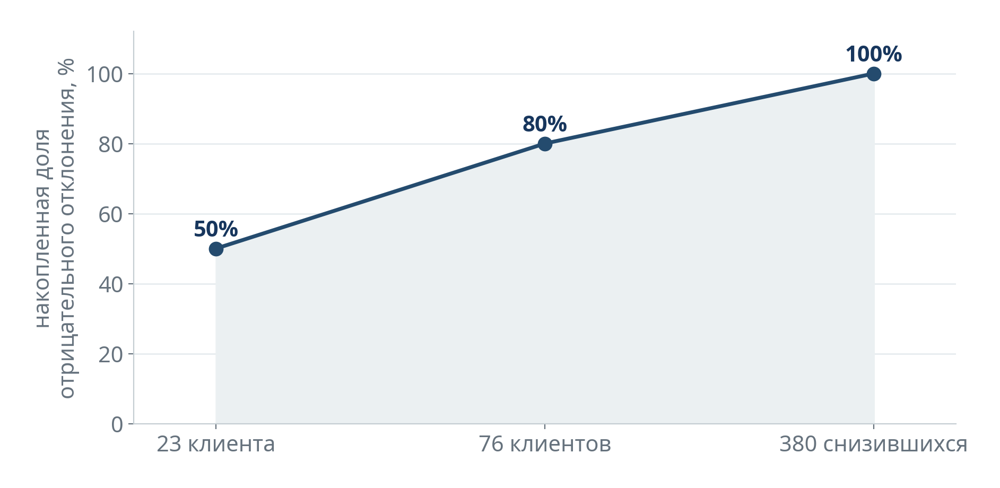 накопленная доля
отрицательного отклонения, %
100
80
60
40
20
0
50%
80%
100%
23 клиента
76 клиентов
380 снизившихся